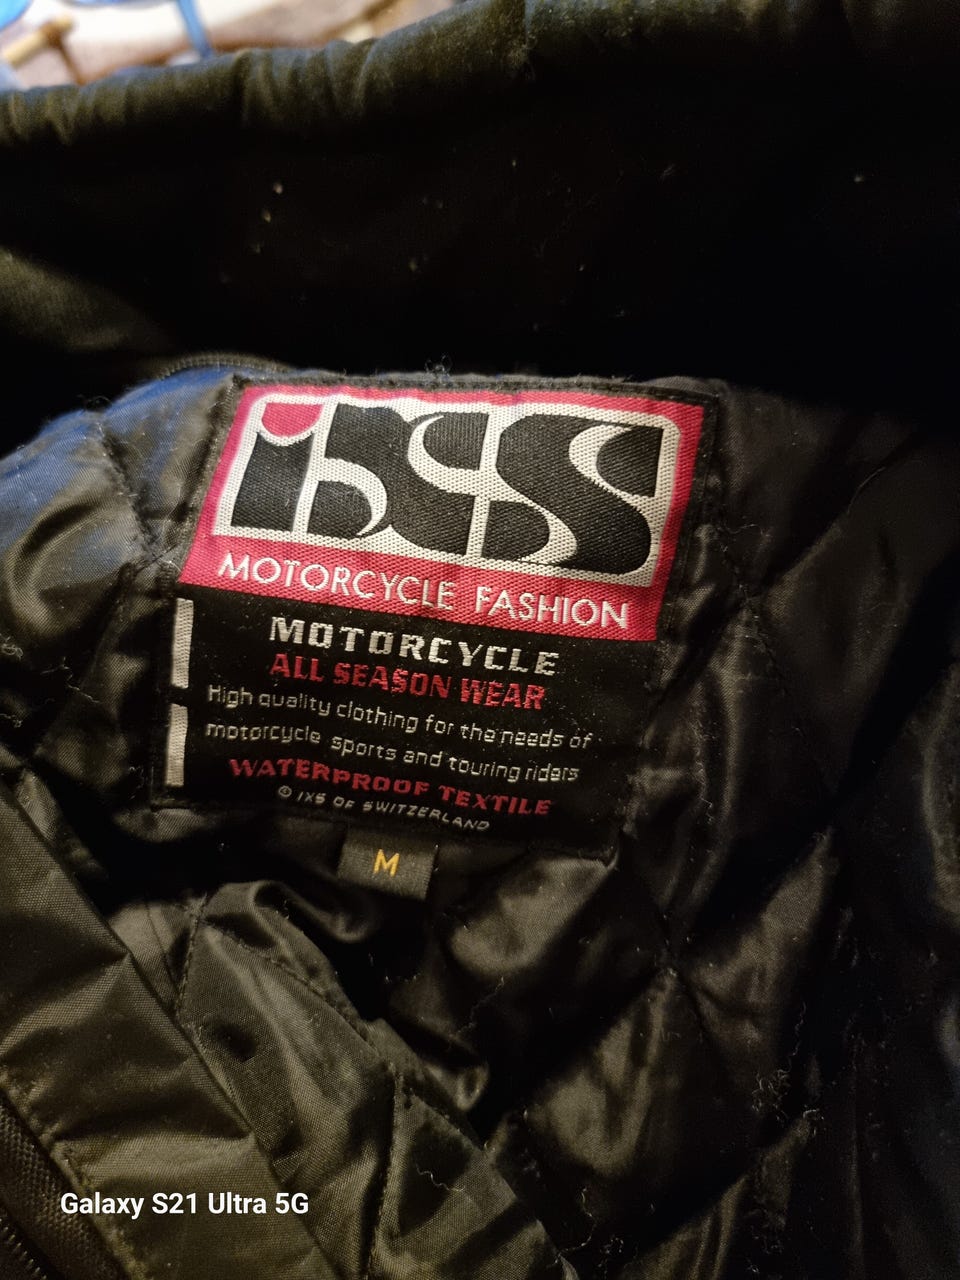 ixs
MOTORCYCLE FASHION
MOTORCYCLE
ALL SEASON WEAR
High quality clothing for the needs of
motorcycle sports and touring riders
WATERPROOF TEXTILE
© IXS OF SWITZERLAND
M
Galaxy S21 Ultra 5G